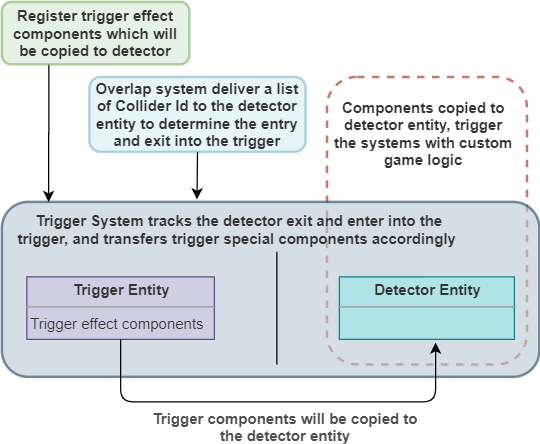 Register trigger effect
components which will
be copied to detector
Overlap system deliver a list
of Collider Id to the detector
entity to determine the entry
and exit into the trigger
Components copied to
detector entity, trigger
the systems with custom
game logic
Trigger System tracks the detector exit and enter into the
trigger, and transfers trigger special components accordingly
Trigger Entity
Trigger effect components
Detector Entity
Trigger components will be copied to
the detector entity